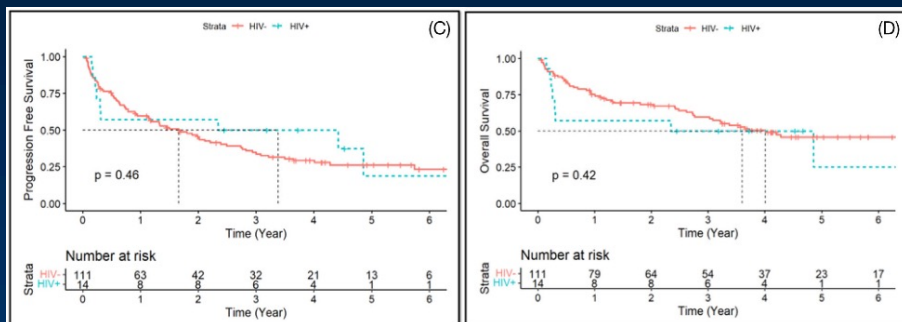 Strata HIV- HIV+ (C)
Progression Free Survival
1.00
0.75
0.50
0.25
0.00
p = 0.46
0 1 2 3 4 5 6
Time (Year)
Number at risk
Strata
HIV- 111 63 42 32 21 13 6
HIV+ 14 8 8 6 4 1 1
0 1 2 3 4 5 6
Time (Year)
Strata HIV- HIV+ (D)
Overall Survival
1.00
0.75
0.50
0.25
0.00
p = 0.42
0 1 2 3 4 5 6
Time (Year)
Number at risk
Strata
HIV- 111 79 64 54 37 23 17
HIV+ 14 8 8 6 4 1 1
0 1 2 3 4 5 6
Time (Year)